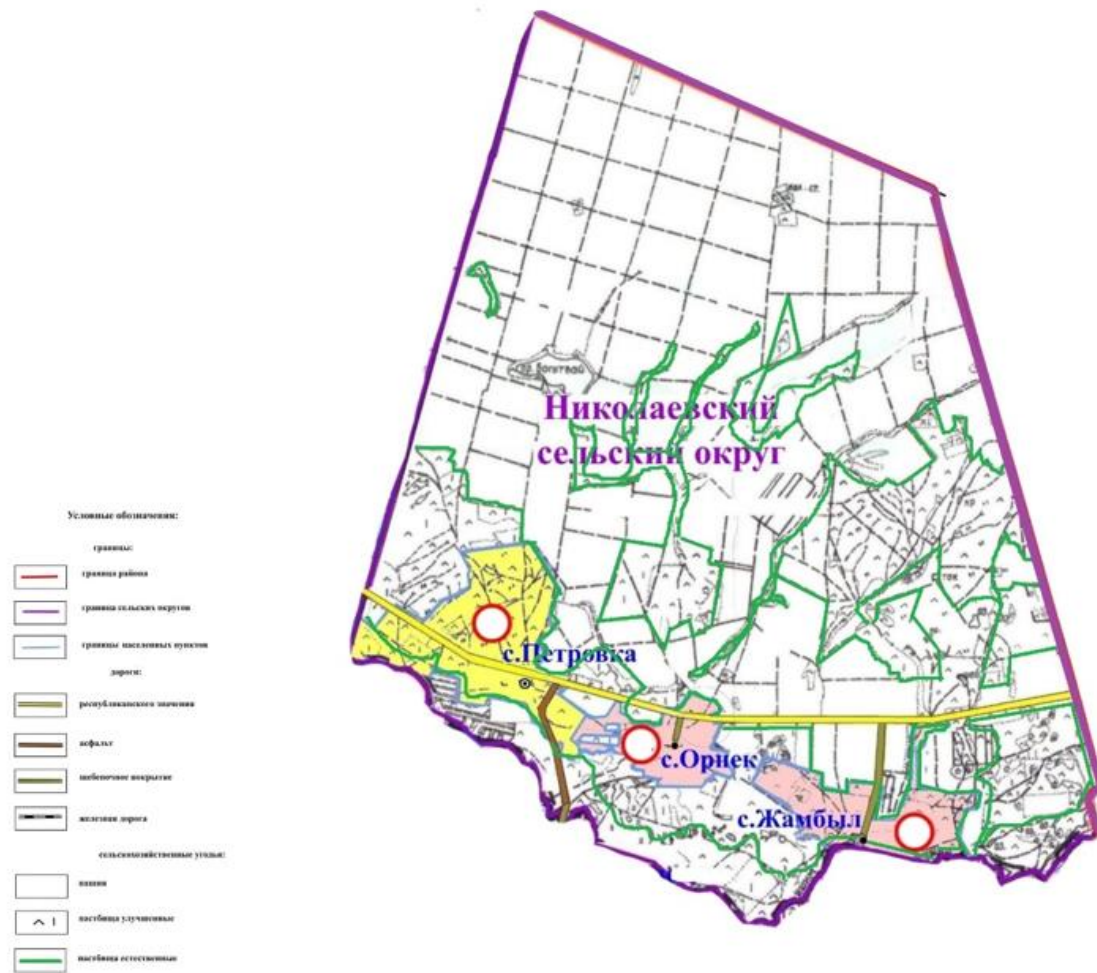 Николаевский
сельский округ
с.Петровка
с.Орнек
с.Жамбыл
Условные обозначения:
границы:
граница района
граница сельских округов
границы населенных пунктов
дороги:
республиканского значения
асфальт
щебеночное покрытие
железная дорога
сельскохозяйственные угодья:
пашни
пастбища улучшенные
пастбища естественные